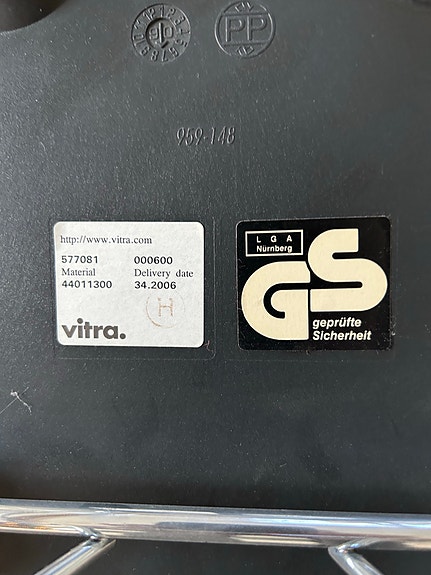 PP
959-148
http://www.vitra.com
577081 000600
Material Delivery date
44011300 34.2006
H
vitra.
L G A
Nürnberg
GS
geprüfte
Sicherheit